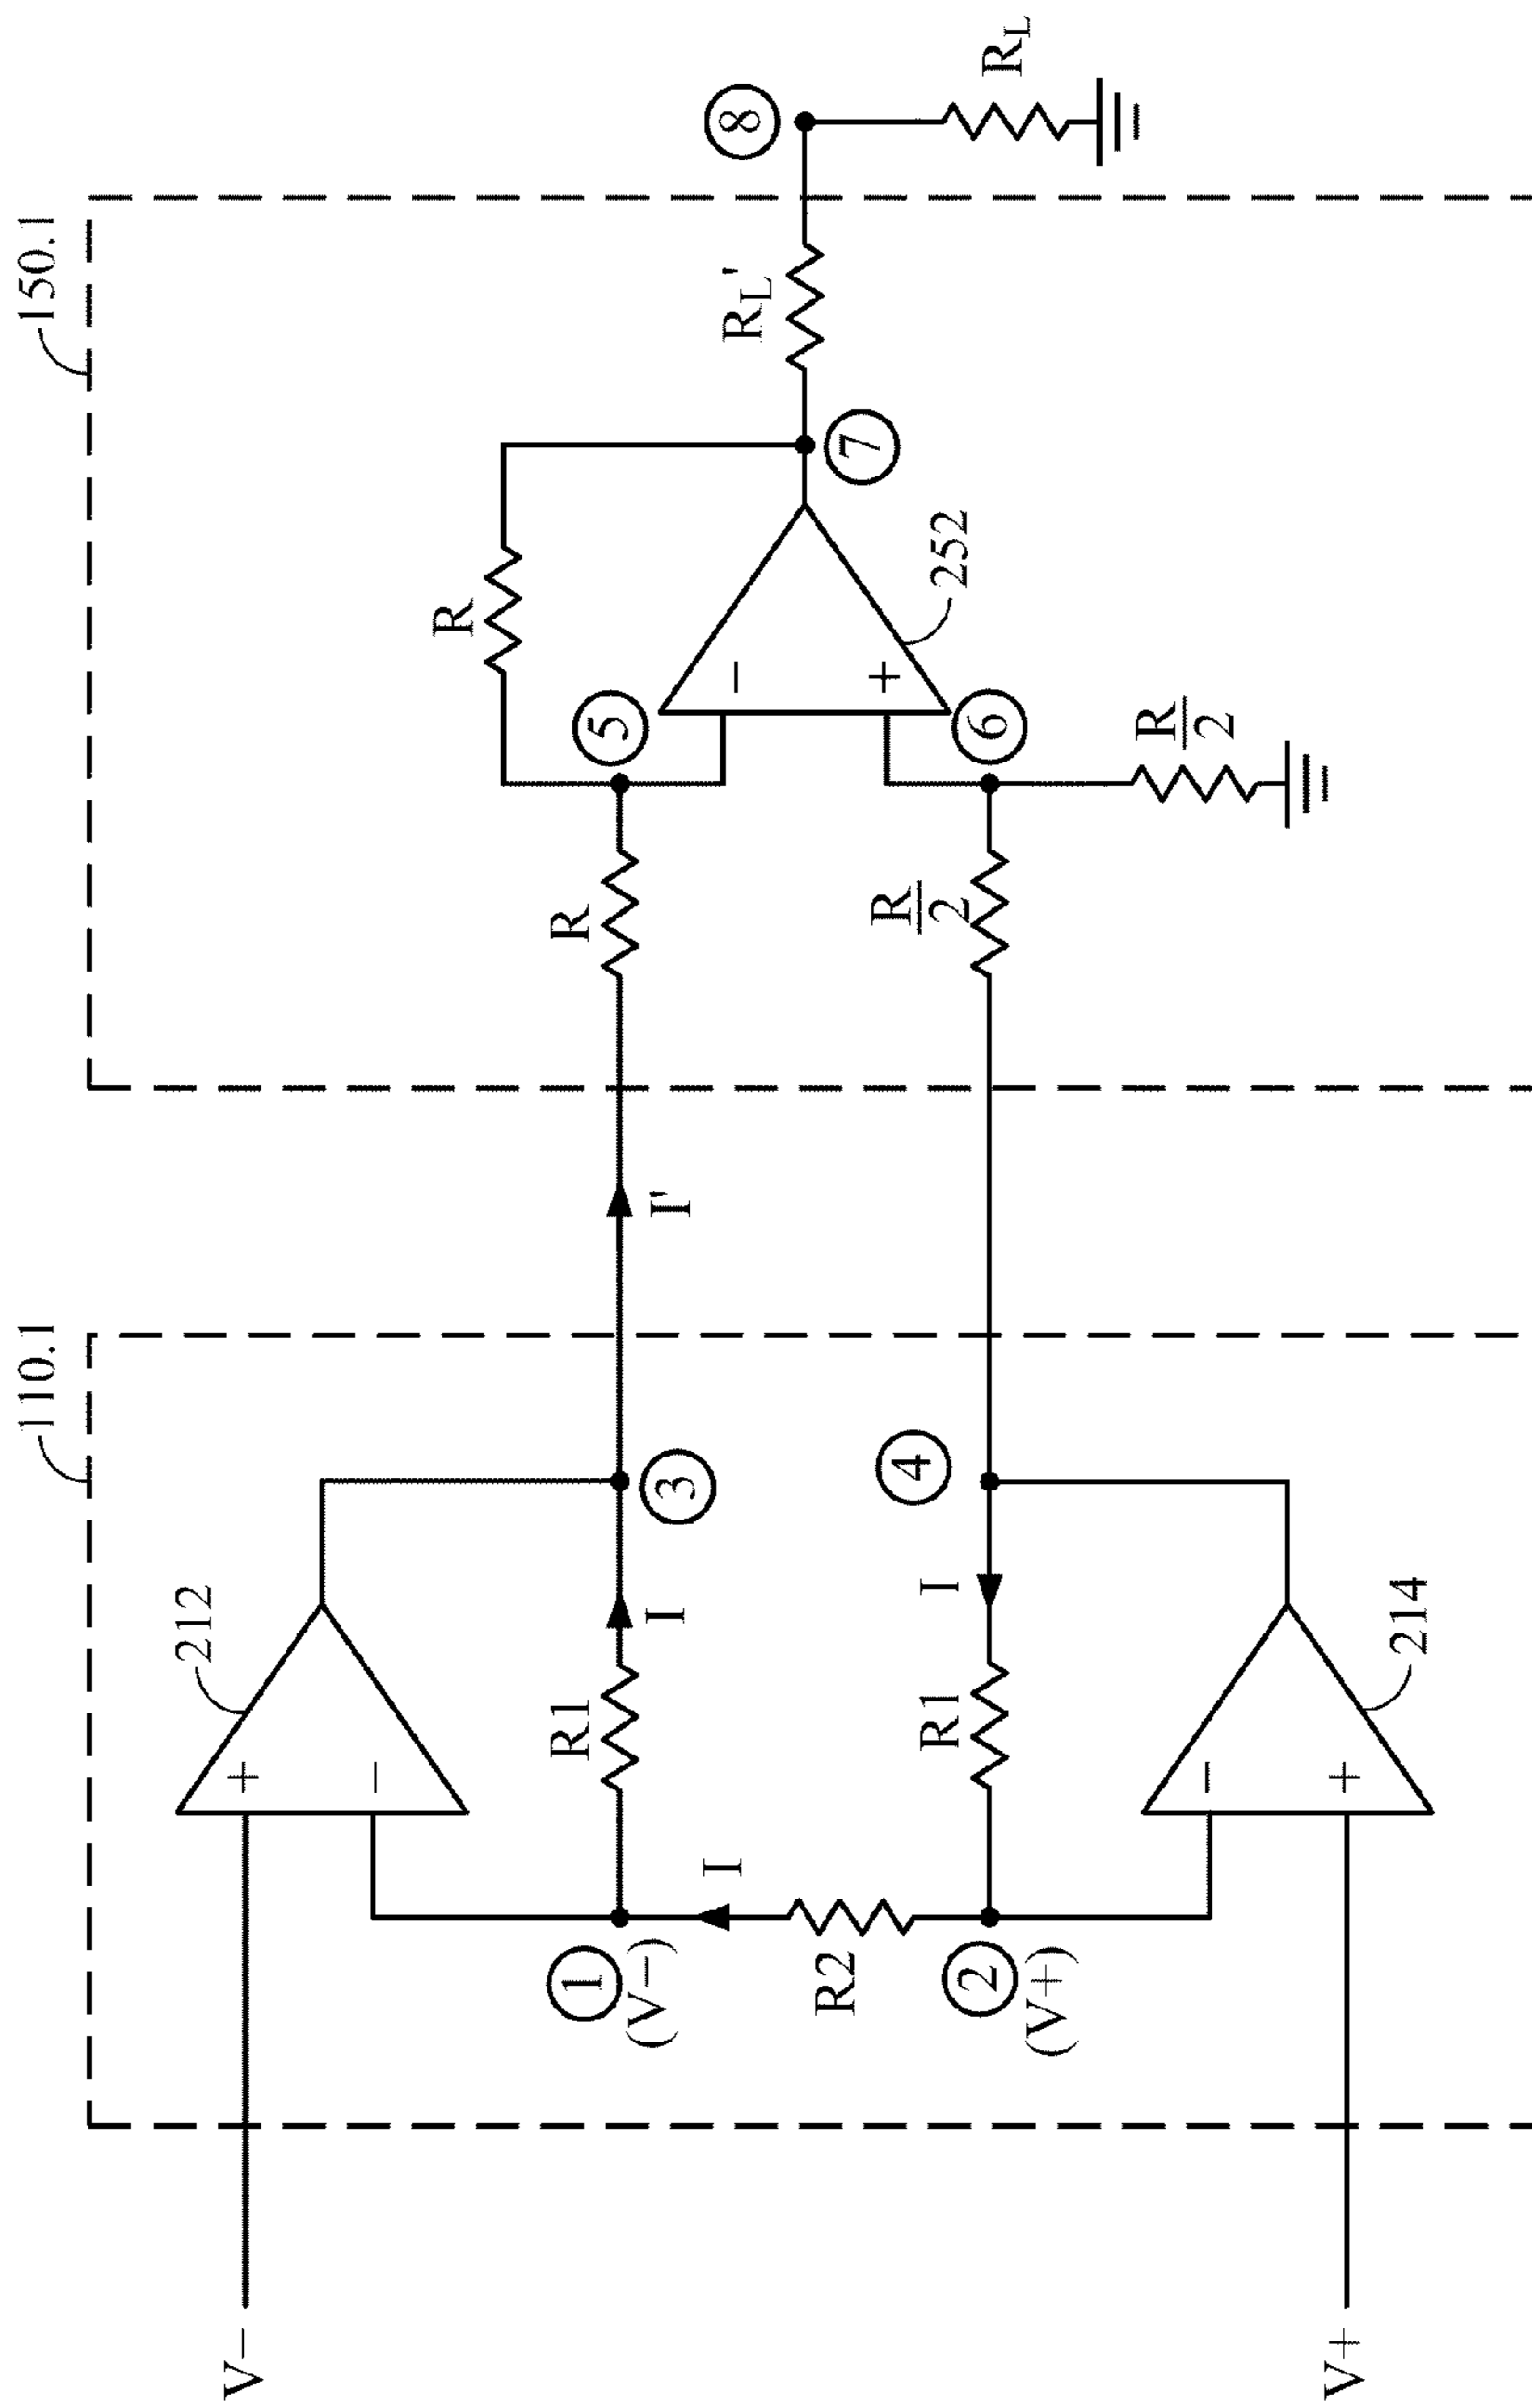 110.1
150.1
212
+
−
V−
R1
I
3
I'
R
5
R
−
+
252
7
R_L'
8
R_L
1
(V−)
I
R2
2
(V+)
R1
I
4
R/2
6
R/2
−
+
214
V+